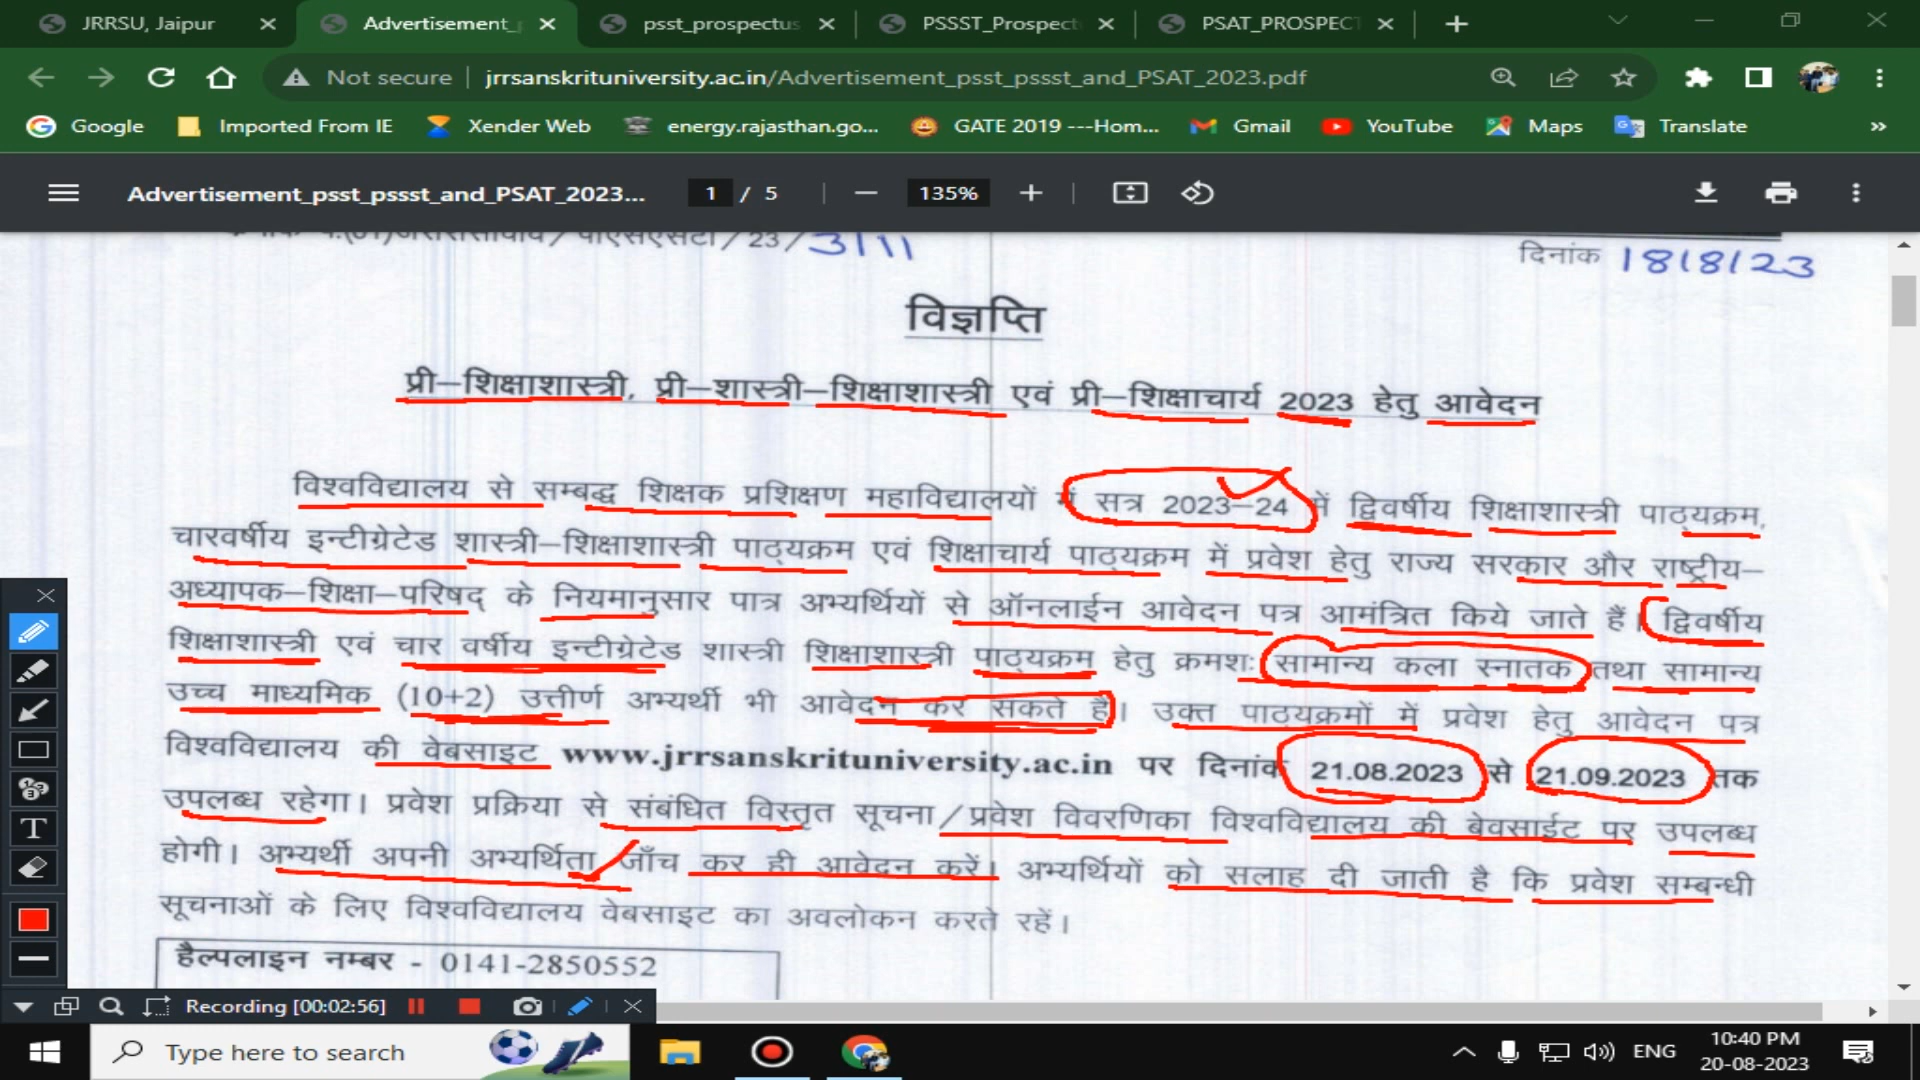 JRRSU, Jaipur
Advertisement_
psst_prospectus
PSSST_Prospect
PSAT_PROSPECT
Not secure
jrrsanskrituniversity.ac.in/Advertisement_psst_pssst_and_PSAT_2023.pdf
Google
Imported From IE
Xender Web
energy.rajasthan.go...
GATE 2019 ---Hom...
Gmail
YouTube
Maps
Translate
Advertisement_psst_pssst_and_PSAT_2023...
1 / 5
135%
/ 23 / 3111
दिनांक 18/8/23
विज्ञप्ति
प्री–शिक्षाशास्त्री, प्री–शास्त्री–शिक्षाशास्त्री एवं प्री–शिक्षाचार्य 2023 हेतु आवेदन
विश्वविद्यालय से सम्बद्ध शिक्षक प्रशिक्षण महाविद्यालयों में सत्र 2023–24 में द्विवर्षीय शिक्षाशास्त्री पाठ्यक्रम,
चारवर्षीय इन्टीग्रेटेड शास्त्री–शिक्षाशास्त्री पाठ्यक्रम एवं शिक्षाचार्य पाठ्यक्रम में प्रवेश हेतु राज्य सरकार और राष्ट्रीय–
अध्यापक–शिक्षा–परिषद् के नियमानुसार पात्र अभ्यर्थियों से ऑनलाईन आवेदन पत्र आमंत्रित किये जाते हैं। द्विवर्षीय
शिक्षाशास्त्री एवं चार वर्षीय इन्टीग्रेटेड शास्त्री शिक्षाशास्त्री पाठ्यक्रम हेतु क्रमशः सामान्य कला स्नातक तथा सामान्य
उच्च माध्यमिक (10+2) उत्तीर्ण अभ्यर्थी भी आवेदन कर सकते है। उक्त पाठ्यक्रमों में प्रवेश हेतु आवेदन पत्र
विश्वविद्यालय की वेबसाइट www.jrrsanskrituniversity.ac.in पर दिनांक 21.08.2023 से 21.09.2023 तक
उपलब्ध रहेगा। प्रवेश प्रक्रिया से संबंधित विस्तृत सूचना/प्रवेश विवरणिका विश्वविद्यालय की बेवसाईट पर उपलब्ध
होगी। अभ्यर्थी अपनी अभ्यर्थिता जाँच कर ही आवेदन करें। अभ्यर्थियों को सलाह दी जाती है कि प्रवेश सम्बन्धी
सूचनाओं के लिए विश्वविद्यालय वेबसाइट का अवलोकन करते रहें।
हैल्पलाइन नम्बर - 0141-2850552
T
Recording [00:02:56]
Type here to search
ENG
10:40 PM
20-08-2023